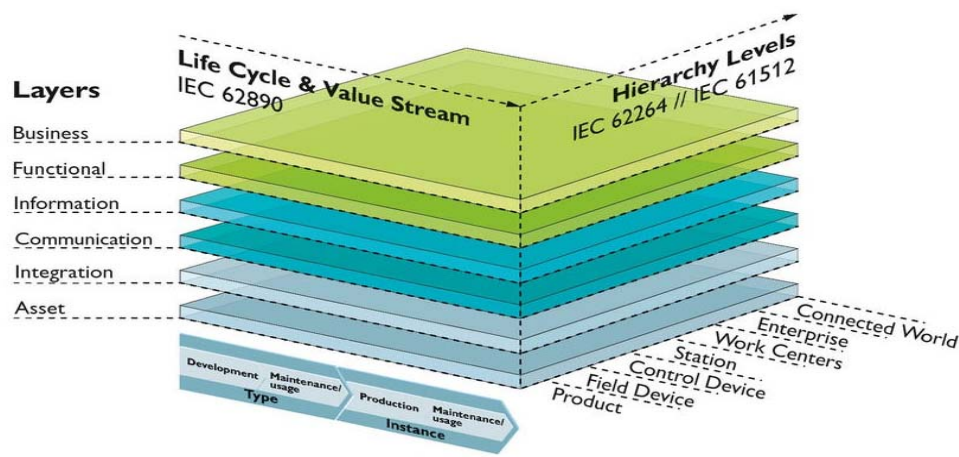 Life Cycle & Value Stream
IEC 62890
Hierarchy Levels
IEC 62264 // IEC 61512
Layers
Business
Functional
Information
Communication
Integration
Asset
Connected World
Enterprise
Work Centers
Station
Control Device
Field Device
Product
Development
Maintenance/
usage
Type
Production
Maintenance/
usage
Instance